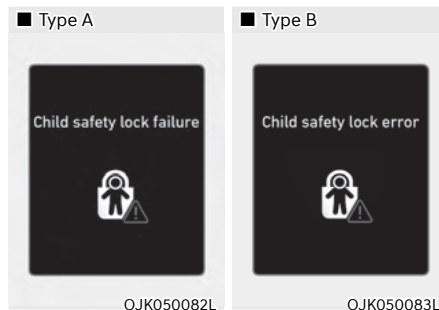 ■ Type A
Child safety lock failure
OJK050082L
■ Type B
Child safety lock error
OJK050083L